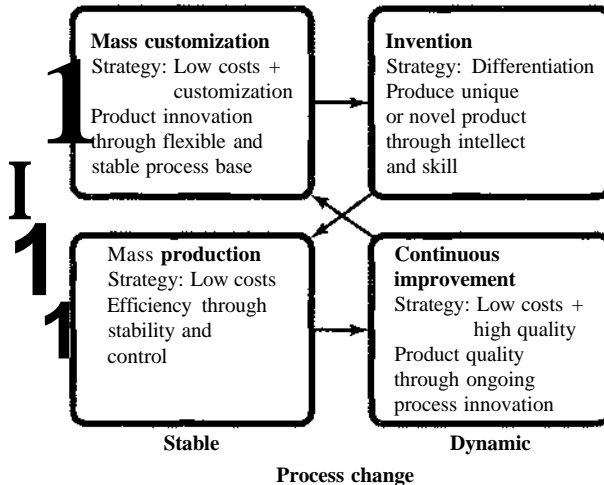 Mass customization
Strategy: Low costs +
customization
Product innovation
through flexible and
stable process base
Invention
Strategy: Differentiation
Produce unique
or novel product
through intellect
and skill
Mass production
Strategy: Low costs
Efficiency through
stability and
control
Continuous
improvement
Strategy: Low costs +
high quality
Product quality
through ongoing
process innovation
Stable
Dynamic
Process change